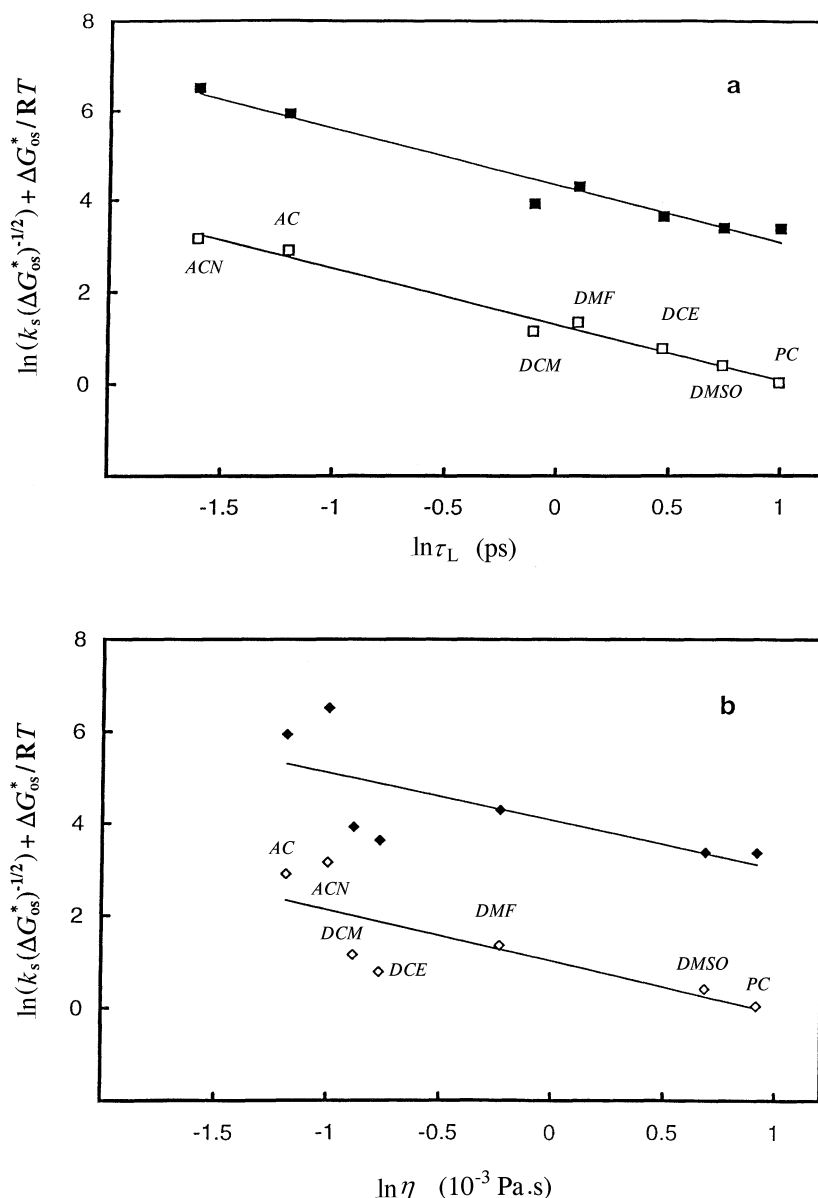 8
6
4
2
0
a
AC
ACN
DMF
DCE
PC
DCM
DMSO
-1.5 -1 -0.5 0 0.5 1
ln(kₛ(ΔG*ₒₛ)⁻¹/²) + ΔG*ₒₛ/RT
lnτL (ps)
8
6
4
2
0
b
AC
ACN
DMF
DCM
DCE
DMSO
PC
-1.5 -1 -0.5 0 0.5 1
ln(kₛ(ΔG*ₒₛ)⁻¹/²) + ΔG*ₒₛ/RT
lnη (10⁻³ Pa.s)